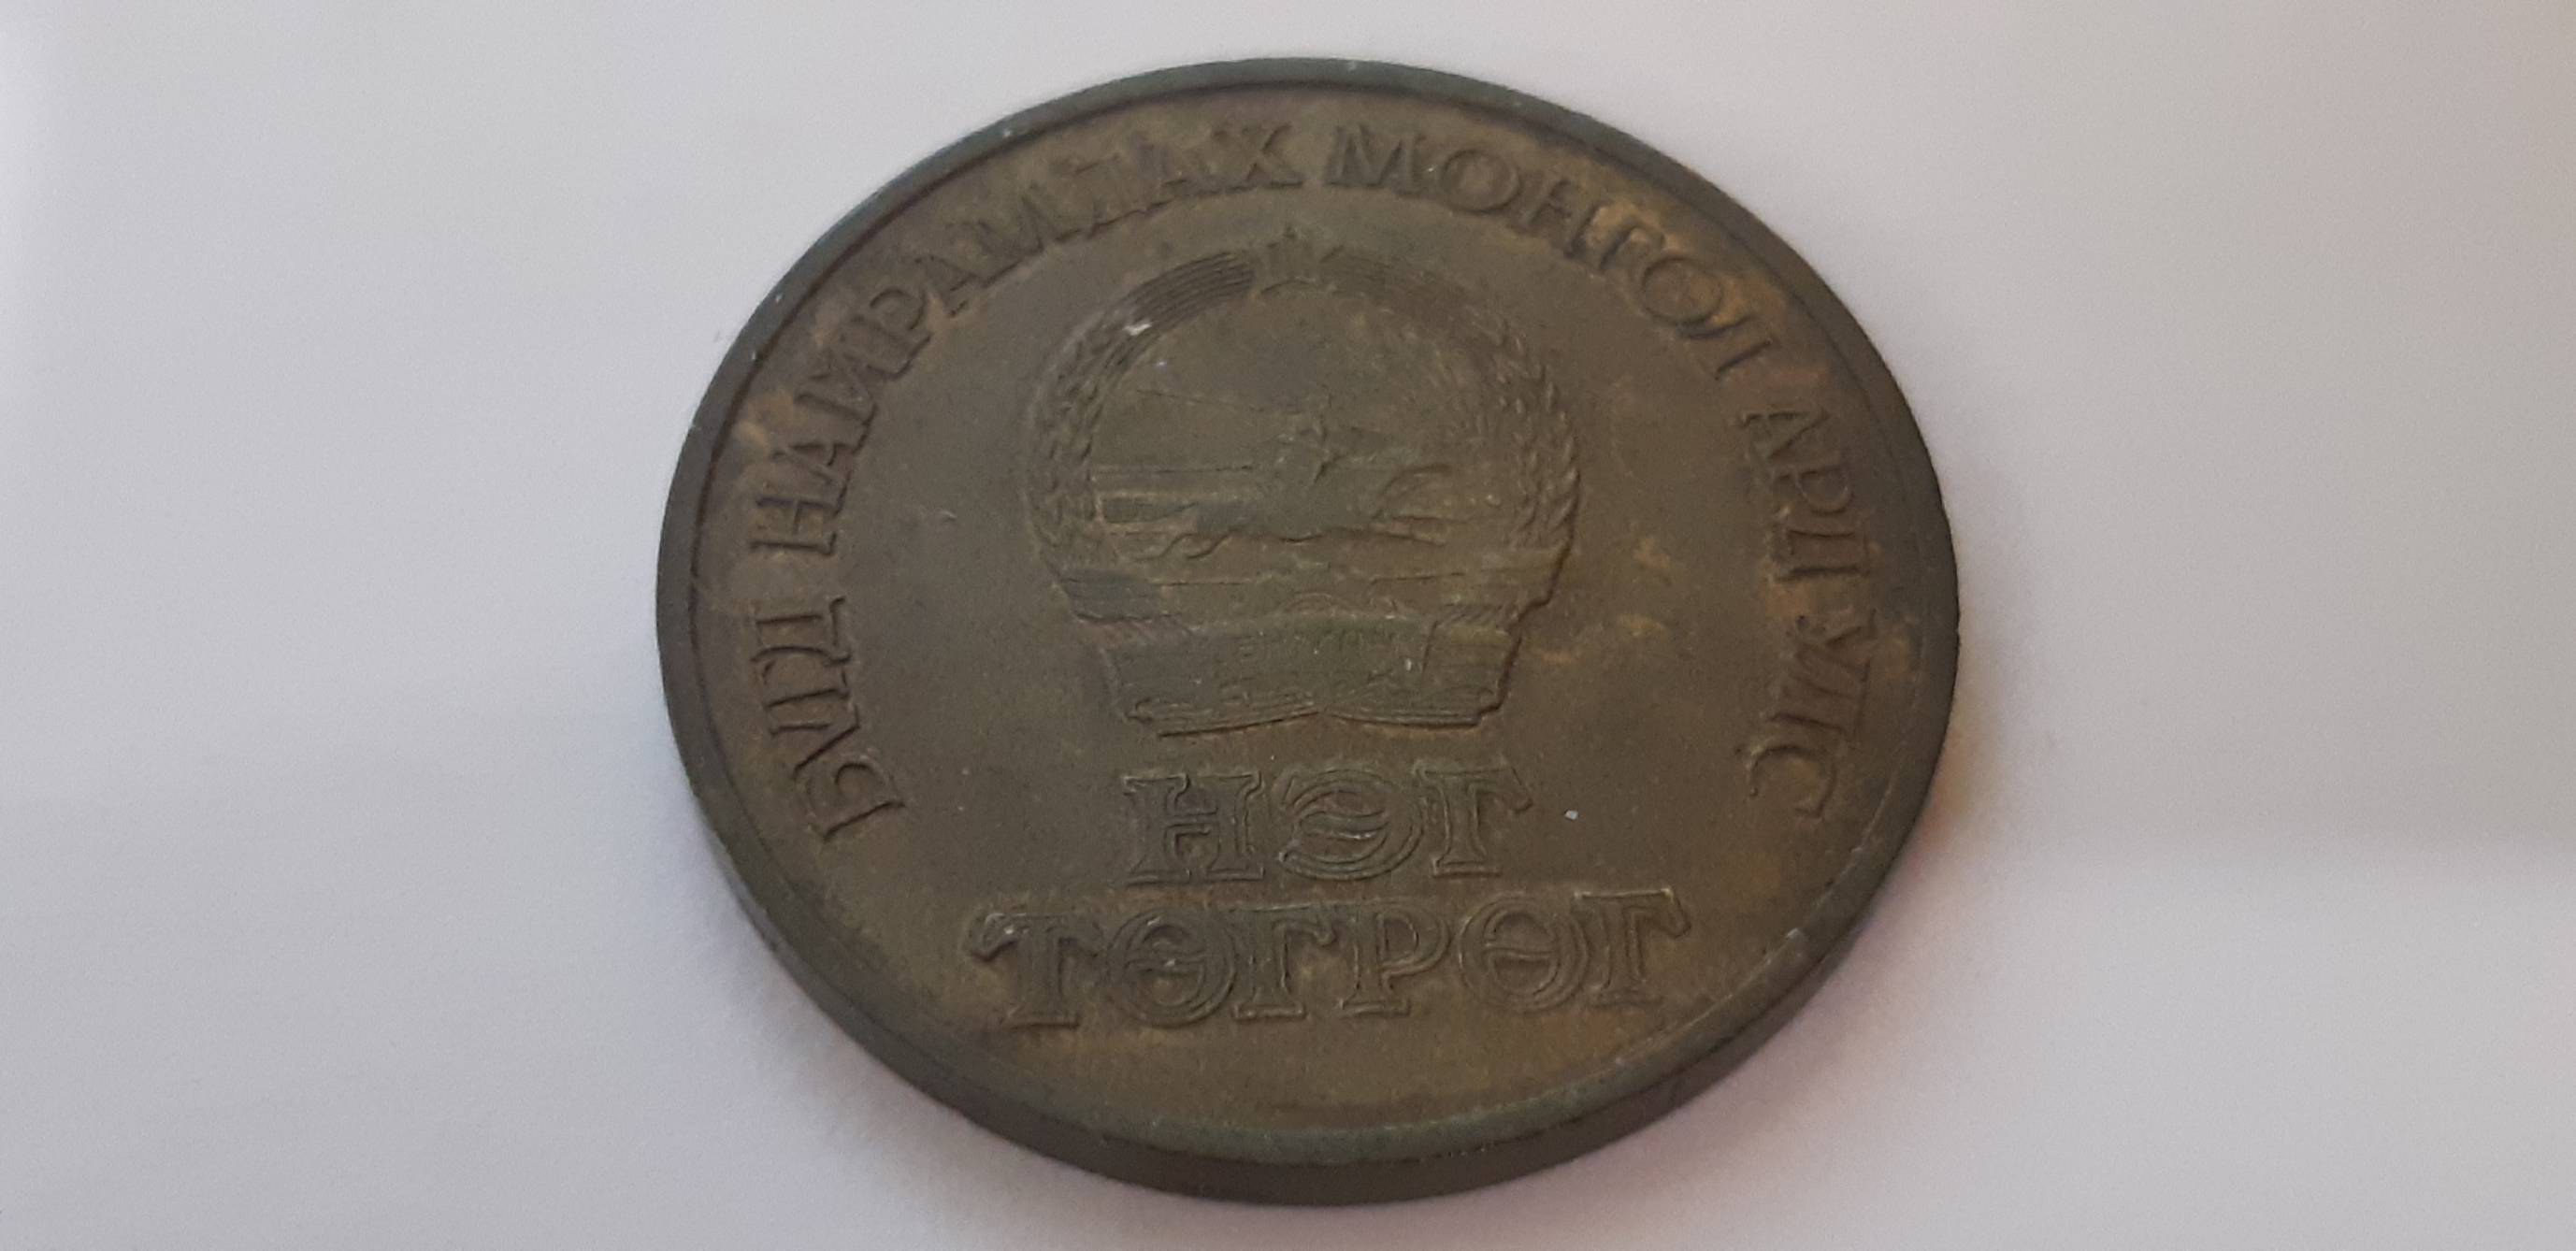 БҮГД НАЙРАМДАХ МОНГОЛ АРД УЛС
НЭГ
ТӨГРӨГ